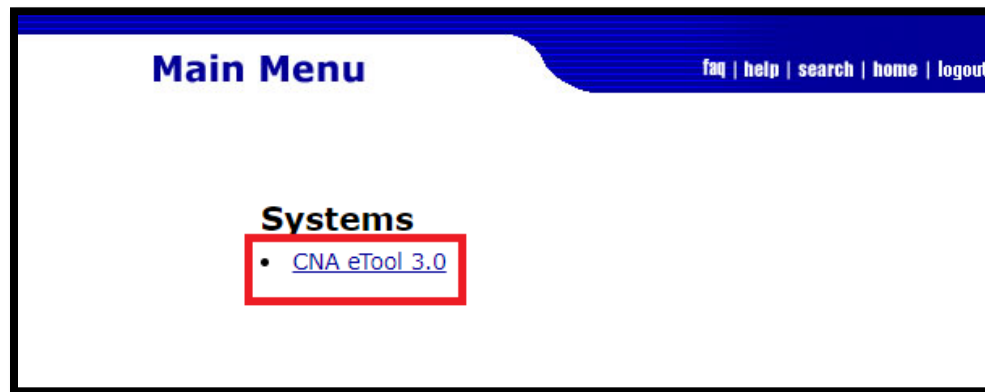 Main Menu
faq | help | search | home | logout
Systems
• CNA eTool 3.0